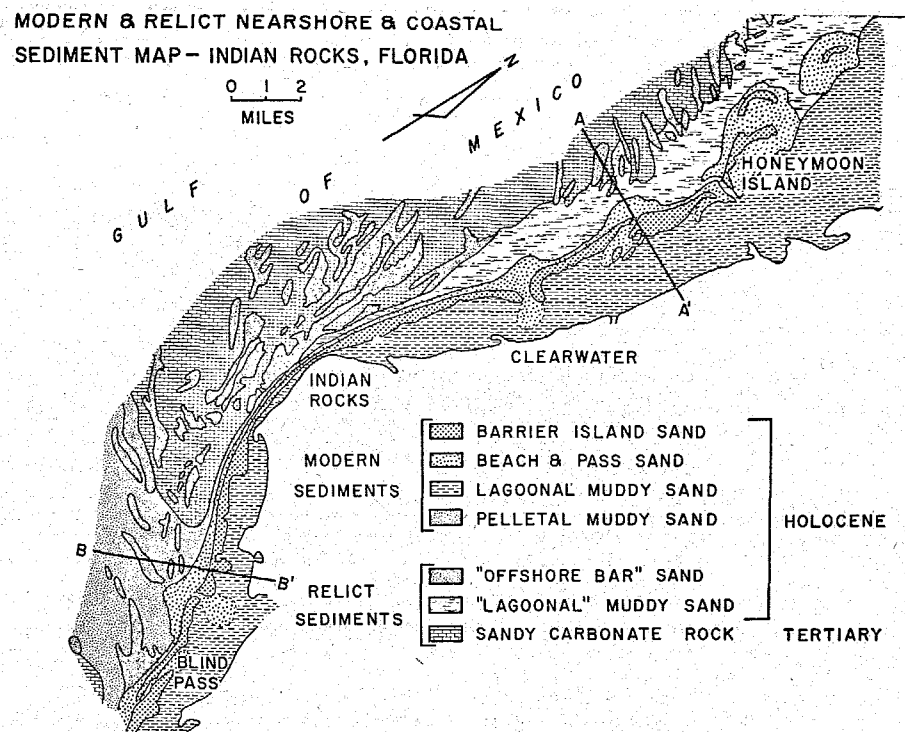 MODERN & RELICT NEARSHORE & COASTAL
SEDIMENT MAP — INDIAN ROCKS, FLORIDA
0 1 2
MILES
N
GULF OF MEXICO
A
HONEYMOON
ISLAND
A'
CLEARWATER
INDIAN
ROCKS
MODERN
SEDIMENTS
BARRIER ISLAND SAND
BEACH & PASS SAND
LAGOONAL MUDDY SAND
PELLETAL MUDDY SAND
HOLOCENE
B
B'
RELICT
SEDIMENTS
"OFFSHORE BAR" SAND
"LAGOONAL" MUDDY SAND
SANDY CARBONATE ROCK
TERTIARY
BLIND
PASS